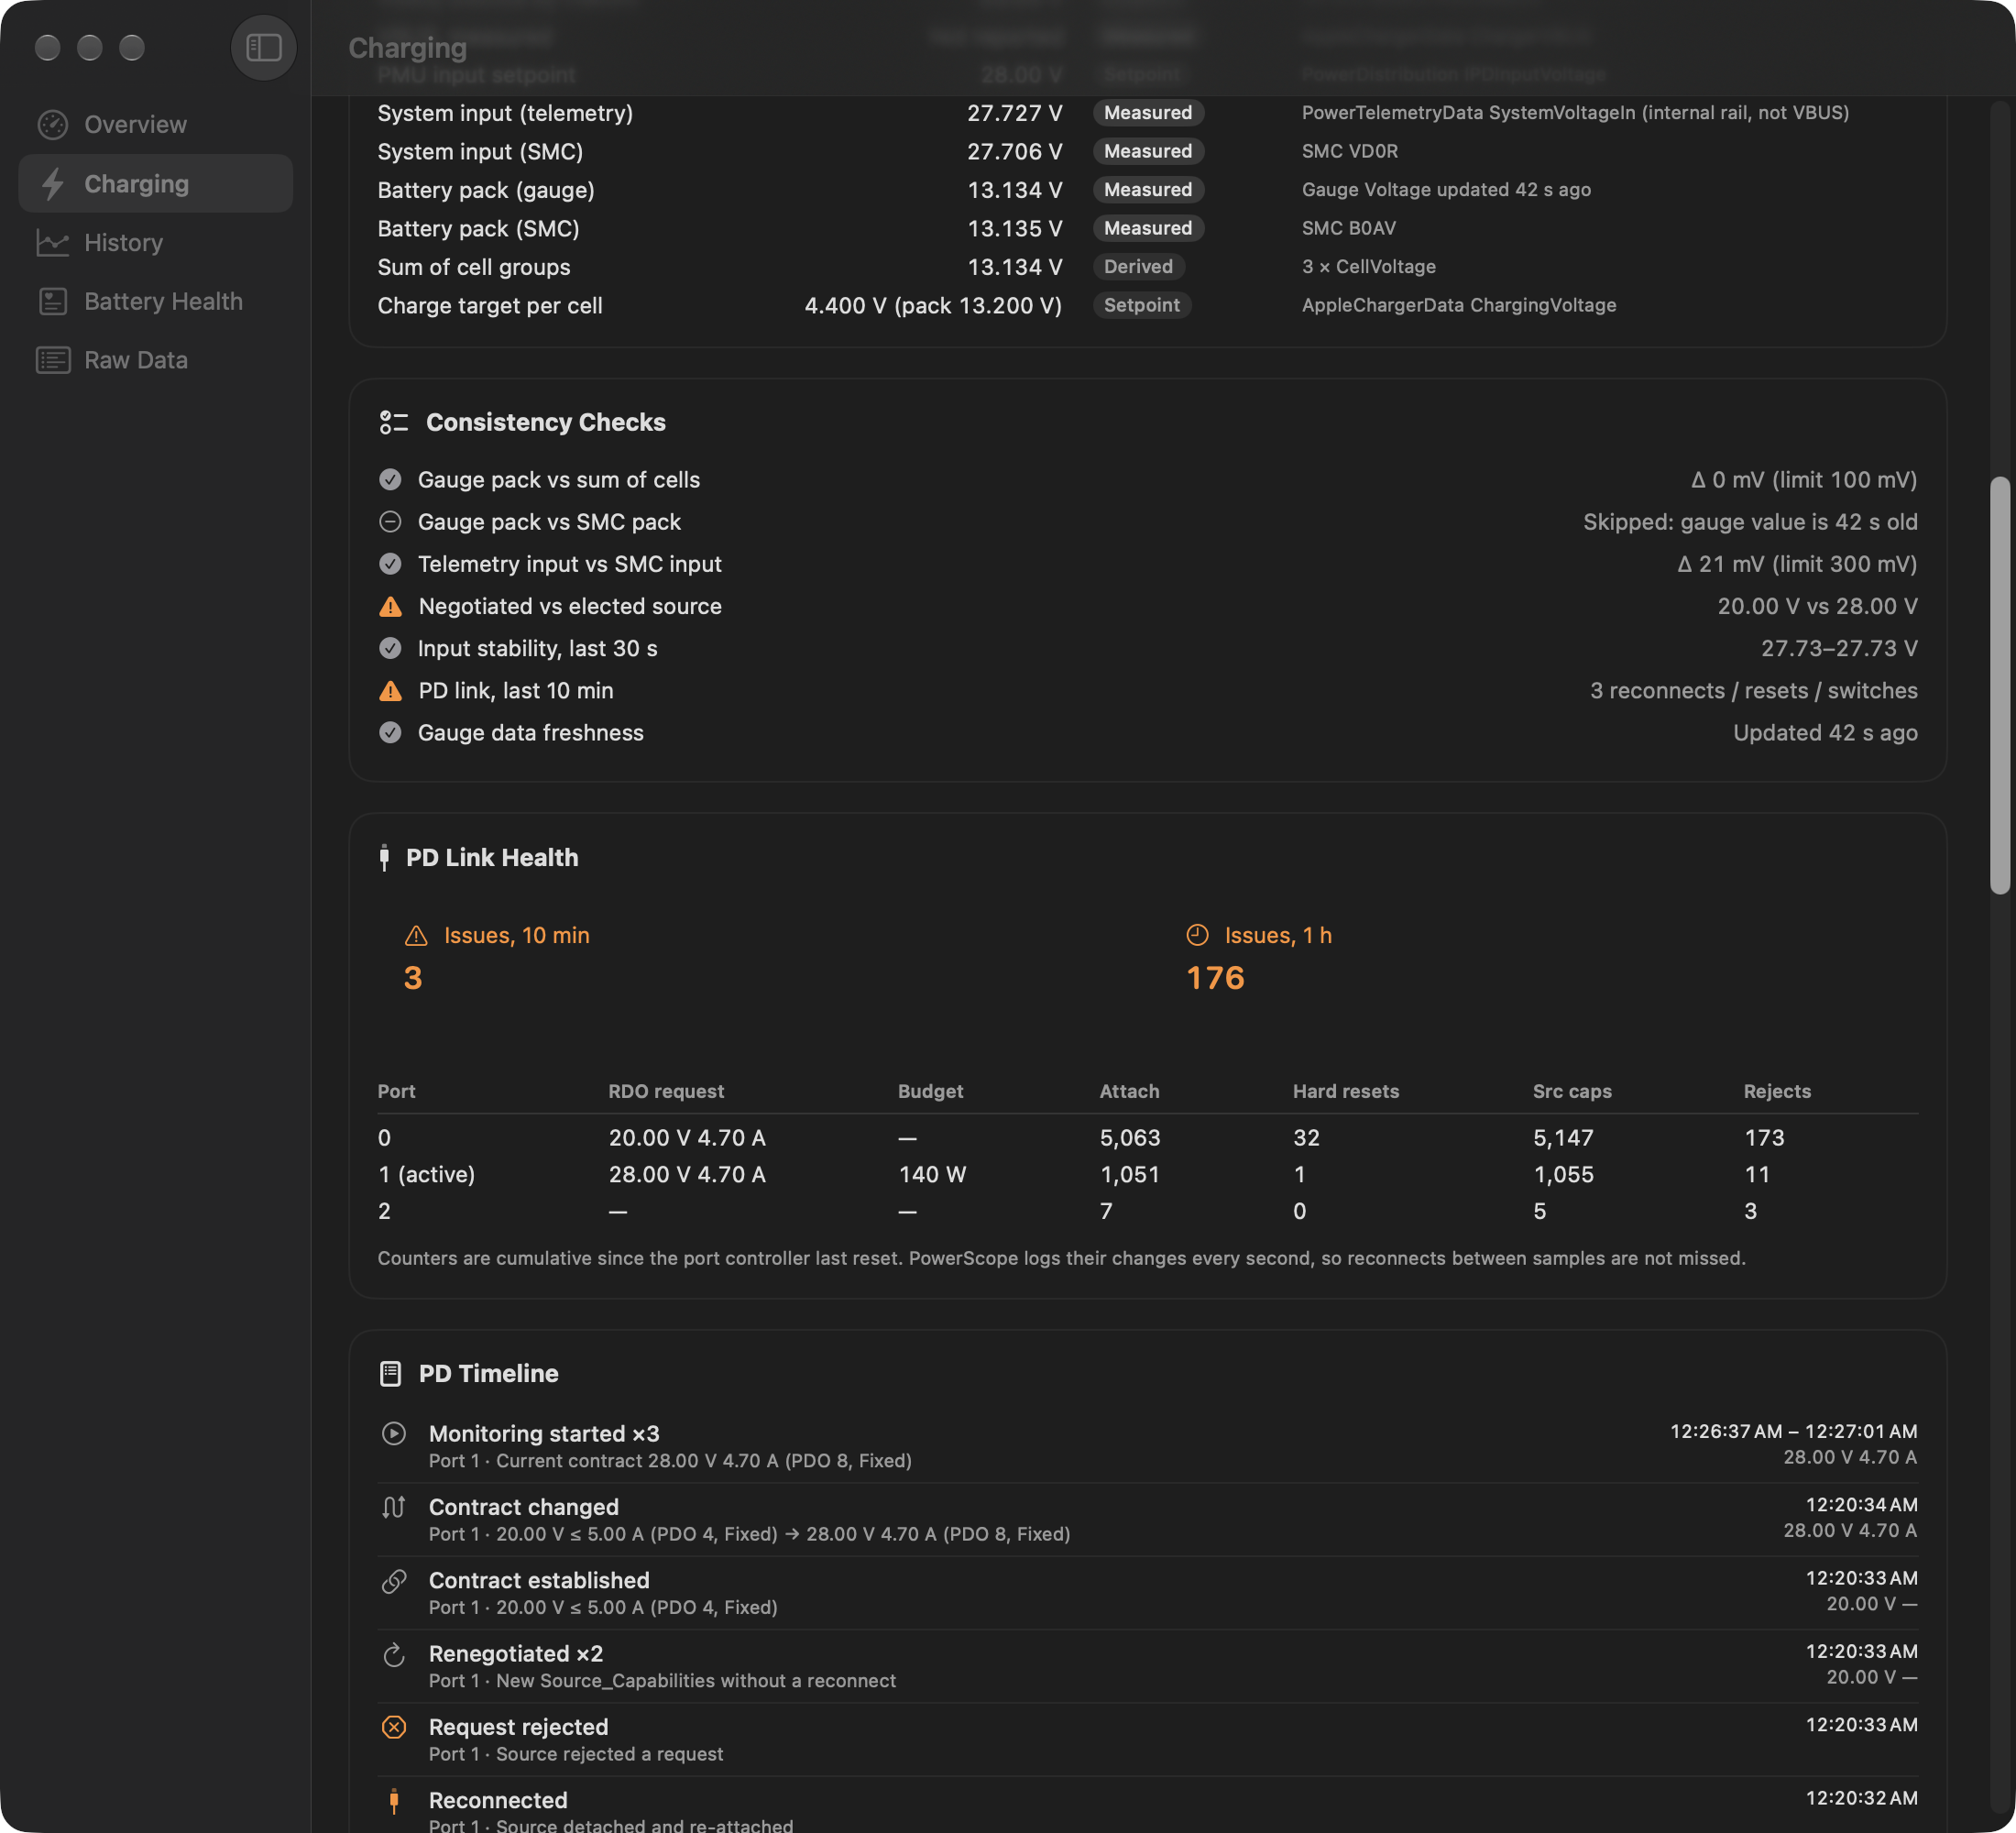 Charging
PMU input setpoint 28.00 V Setpoint PowerDistribution IPDInputVoltage
Overview
Charging
History
Battery Health
Raw Data
System input (telemetry) 27.727 V Measured PowerTelemetryData SystemVoltageIn (internal rail, not VBUS)
System input (SMC) 27.706 V Measured SMC VD0R
Battery pack (gauge) 13.134 V Measured Gauge Voltage updated 42 s ago
Battery pack (SMC) 13.135 V Measured SMC B0AV
Sum of cell groups 13.134 V Derived 3 × CellVoltage
Charge target per cell 4.400 V (pack 13.200 V) Setpoint AppleChargerData ChargingVoltage
Consistency Checks
Gauge pack vs sum of cells Δ 0 mV (limit 100 mV)
Gauge pack vs SMC pack Skipped: gauge value is 42 s old
Telemetry input vs SMC input Δ 21 mV (limit 300 mV)
Negotiated vs elected source 20.00 V vs 28.00 V
Input stability, last 30 s 27.73–27.73 V
PD link, last 10 min 3 reconnects / resets / switches
Gauge data freshness Updated 42 s ago
PD Link Health
Issues, 10 min Issues, 1 h
3 176
Port RDO request Budget Attach Hard resets Src caps Rejects
0 20.00 V 4.70 A — 5,063 32 5,147 173
1 (active) 28.00 V 4.70 A 140 W 1,051 1 1,055 11
2 — — 7 0 5 3
Counters are cumulative since the port controller last reset. PowerScope logs their changes every second, so reconnects between samples are not missed.
PD Timeline
Monitoring started ×3 12:26:37 AM – 12:27:01 AM
Port 1 · Current contract 28.00 V 4.70 A (PDO 8, Fixed) 28.00 V 4.70 A
Contract changed 12:20:34 AM
Port 1 · 20.00 V ≤ 5.00 A (PDO 4, Fixed) → 28.00 V 4.70 A (PDO 8, Fixed) 28.00 V 4.70 A
Contract established 12:20:33 AM
Port 1 · 20.00 V ≤ 5.00 A (PDO 4, Fixed) 20.00 V —
Renegotiated ×2 12:20:33 AM
Port 1 · New Source_Capabilities without a reconnect 20.00 V —
Request rejected 12:20:33 AM
Port 1 · Source rejected a request
Reconnected 12:20:32 AM
Port 1 · Source detached and re-attached